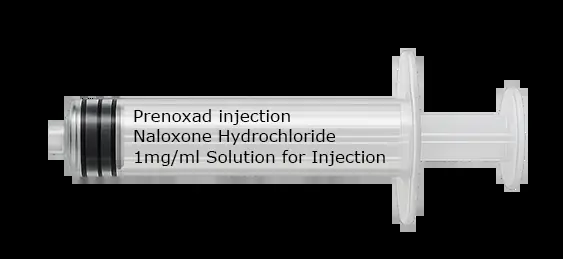 Prenoxad injection
Naloxone Hydrochloride
1mg/ml Solution for Injection